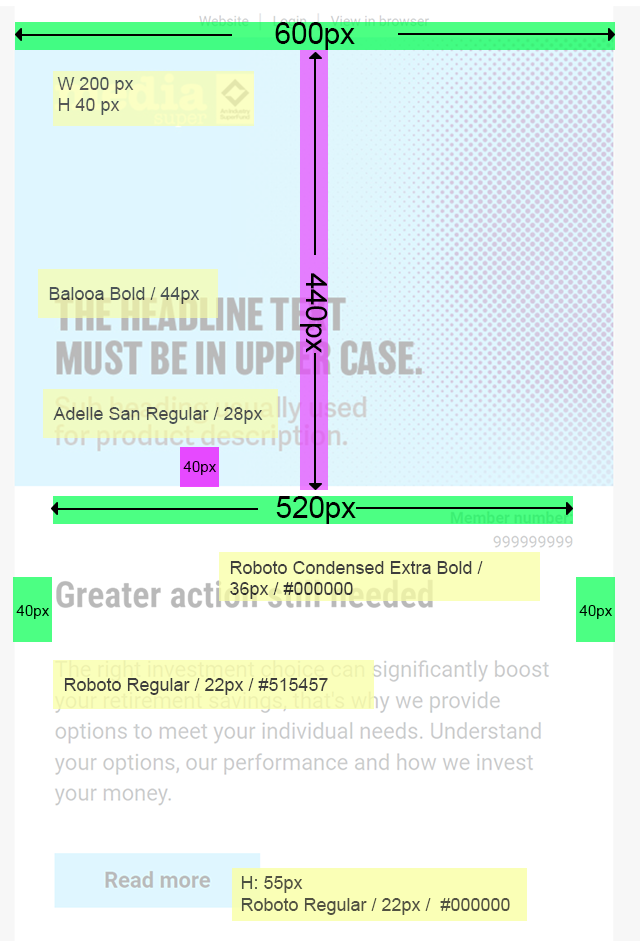 Website | Login | View in browser
600px
W 200 px
H 40 px
media
super
440px
Balooa Bold / 44px
THE HEADLINE TEXT
MUST BE IN UPPER CASE.
Adelle San Regular / 28px
Sub heading usually used
for product description.
40px
520px
Member number:
999999999
Roboto Condensed Extra Bold /
36px / #000000
Greater action still needed
40px
40px
The right investment choice can significantly boost
Roboto Regular / 22px / #515457
your retirement savings, that's why we provide
options to meet your individual needs. Understand
your options, our performance and how we invest
your money.
Read more
H: 55px
Roboto Regular / 22px / #000000